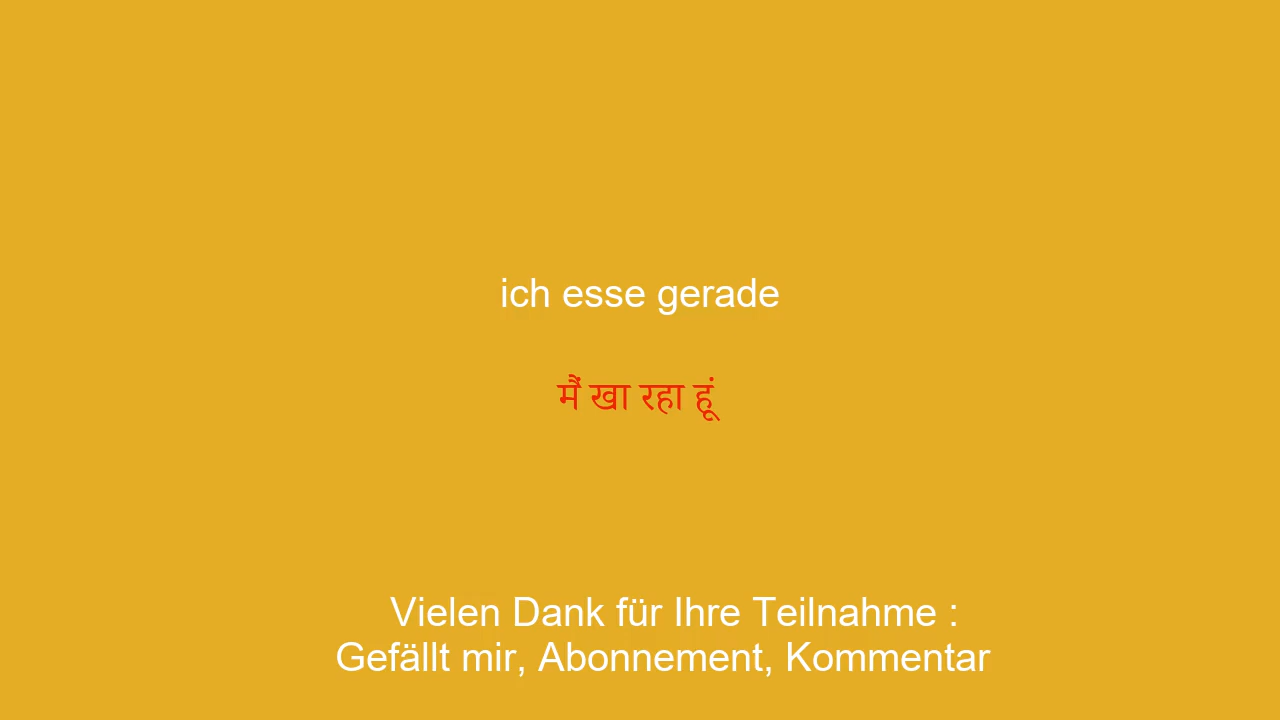 ich esse gerade
मैं खा रहा हूं
Vielen Dank für Ihre Teilnahme :
Gefällt mir, Abonnement, Kommentar